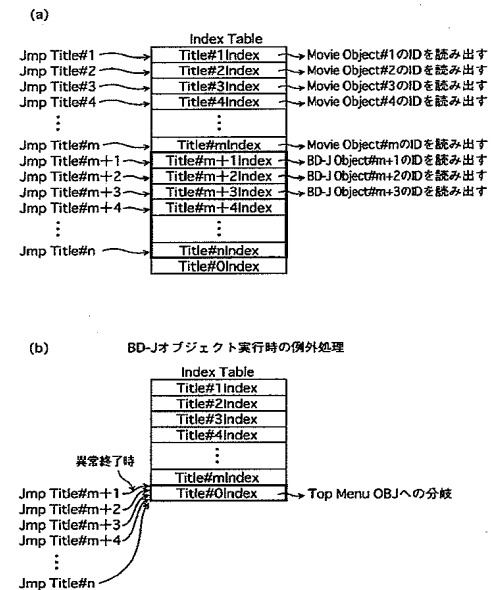 (a)
Index Table
Jmp Title#1 Title#1Index Movie Object#1のIDを読み出す
Jmp Title#2 Title#2Index Movie Object#2のIDを読み出す
Jmp Title#3 Title#3Index Movie Object#3のIDを読み出す
Jmp Title#4 Title#4Index Movie Object#4のIDを読み出す
⋮ ⋮
Jmp Title#m Title#mIndex Movie Object#mのIDを読み出す
Jmp Title#m+1 Title#m+1Index BD-J Object#m+1のIDを読み出す
Jmp Title#m+2 Title#m+2Index BD-J Object#m+2のIDを読み出す
Jmp Title#m+3 Title#m+3Index BD-J Object#m+3のIDを読み出す
Jmp Title#m+4 Title#m+4Index
⋮ ⋮
Jmp Title#n Title#nIndex
Title#0Index
(b) BD-Jオブジェクト実行時の例外処理
Index Table
Title#1Index
Title#2Index
Title#3Index
Title#4Index
⋮
異常終了時
Title#mIndex
Jmp Title#m+1 Title#0Index Top Menu OBJへの分岐
Jmp Title#m+2
Jmp Title#m+3
Jmp Title#m+4
⋮
Jmp Title#n